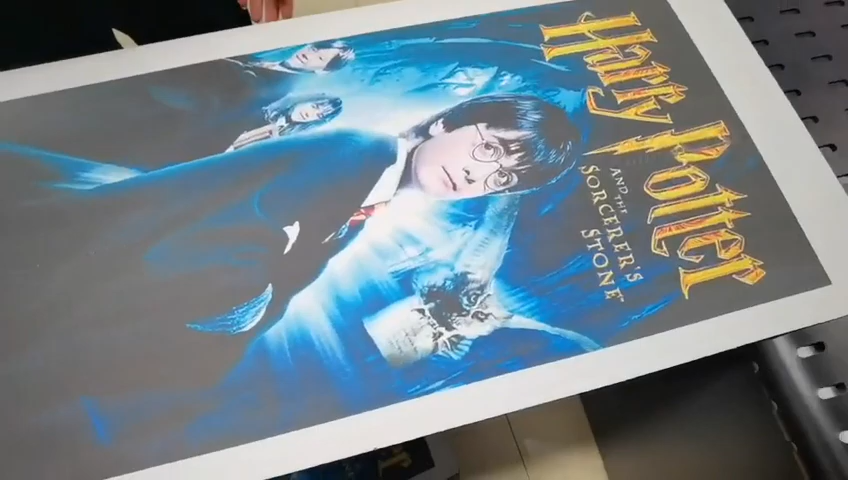 Harry
Potter
AND THE
SORCERER'S
STONE